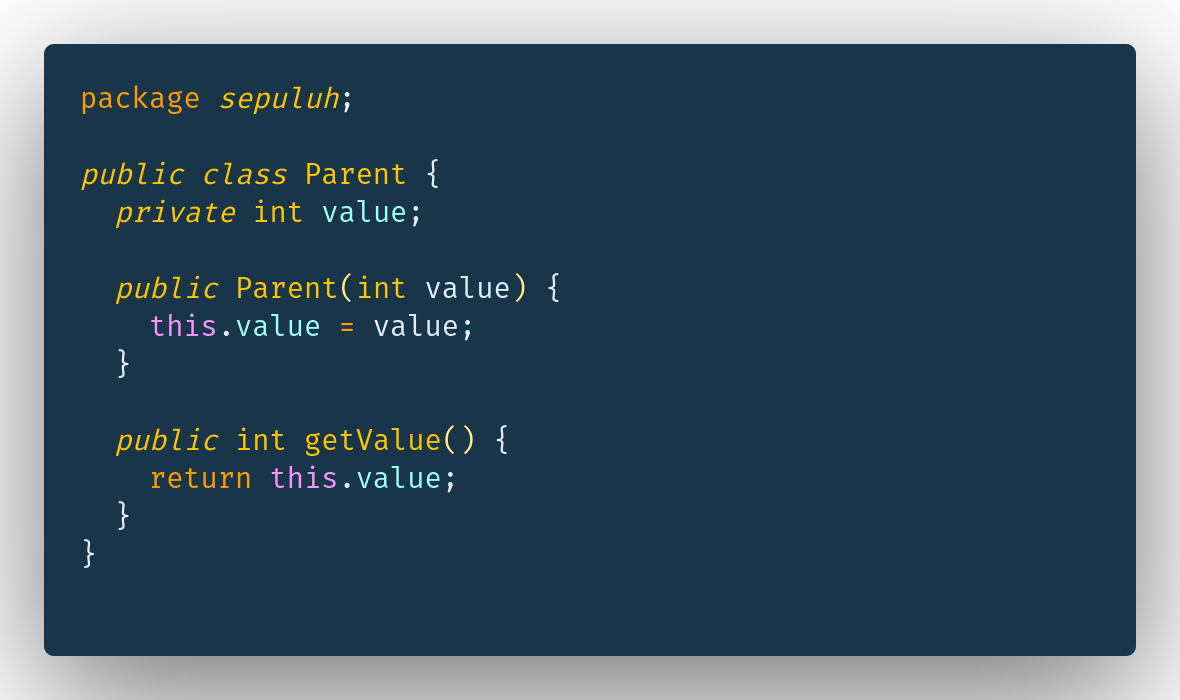 package sepuluh;
public class Parent {
  private int value;
  public Parent(int value) {
    this.value = value;
  }
  public int getValue() {
    return this.value;
  }
}